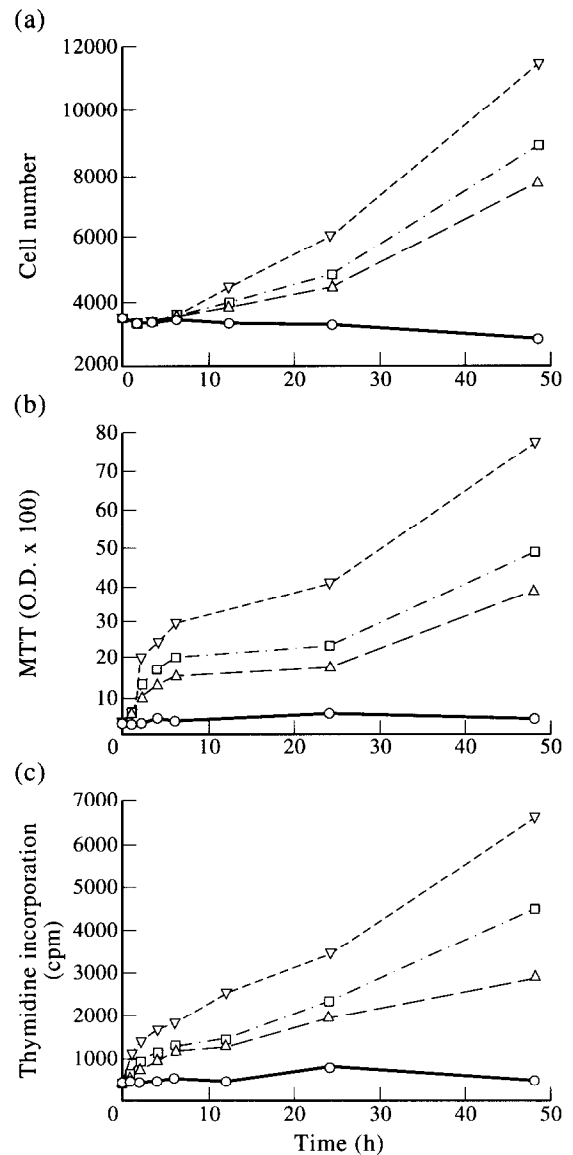 (a)
12000
10000
8000
6000
4000
2000
Cell number
0 10 20 30 40 50
(b)
80
70
60
50
40
30
20
10
MTT (O.D. x 100)
0 10 20 30 40 50
(c)
7000
6000
5000
4000
3000
2000
1000
Thymidine incorporation
(cpm)
0 10 20 30 40 50
Time (h)